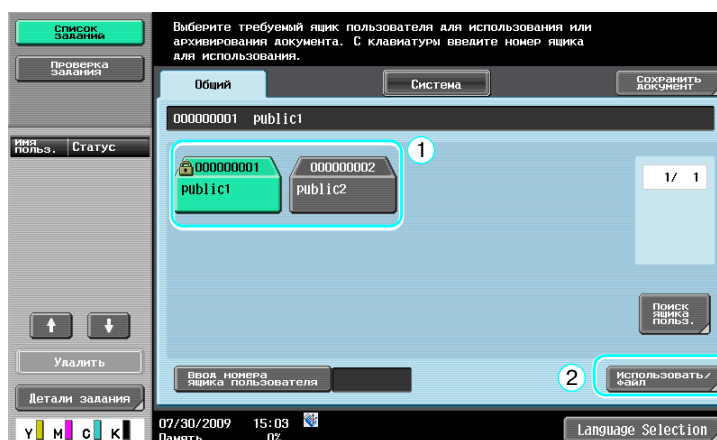 Список
заданий
Проверка
задания
Имя
польз.
Статус
Удалить
Детали задания
Y M C K
Выберите требуемый ящик пользователя для использования или
архивирования документа. С клавиатуры введите номер ящика
для использования.
Общий
Система
Сохранить
документ
000000001 public1
1
000000001
public1
000000002
public2
1/ 1
Поиск
ящика
польз.
Ввод номера
ящика пользователя
2
Использовать/
файл
07/30/2009 15:03
Память 0%
Language Selection